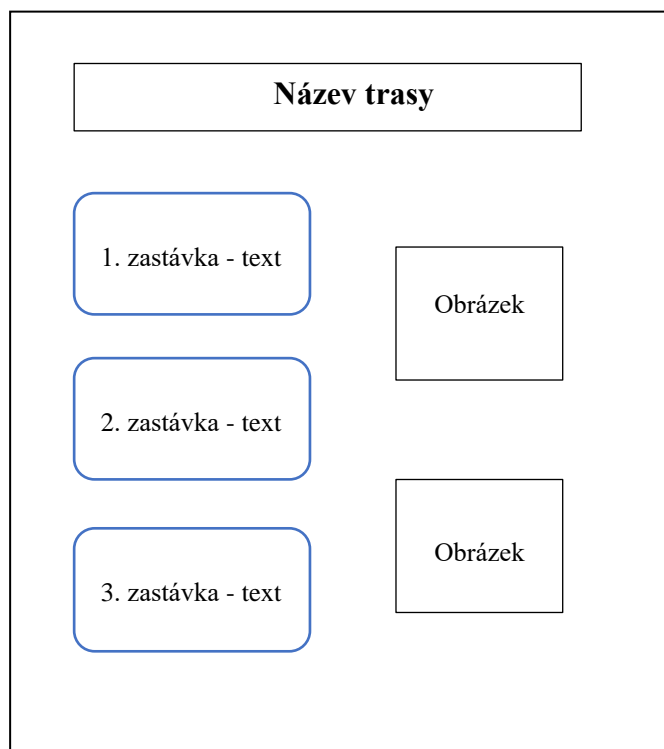 Název trasy
1. zastávka - text
Obrázek
2. zastávka - text
Obrázek
3. zastávka - text